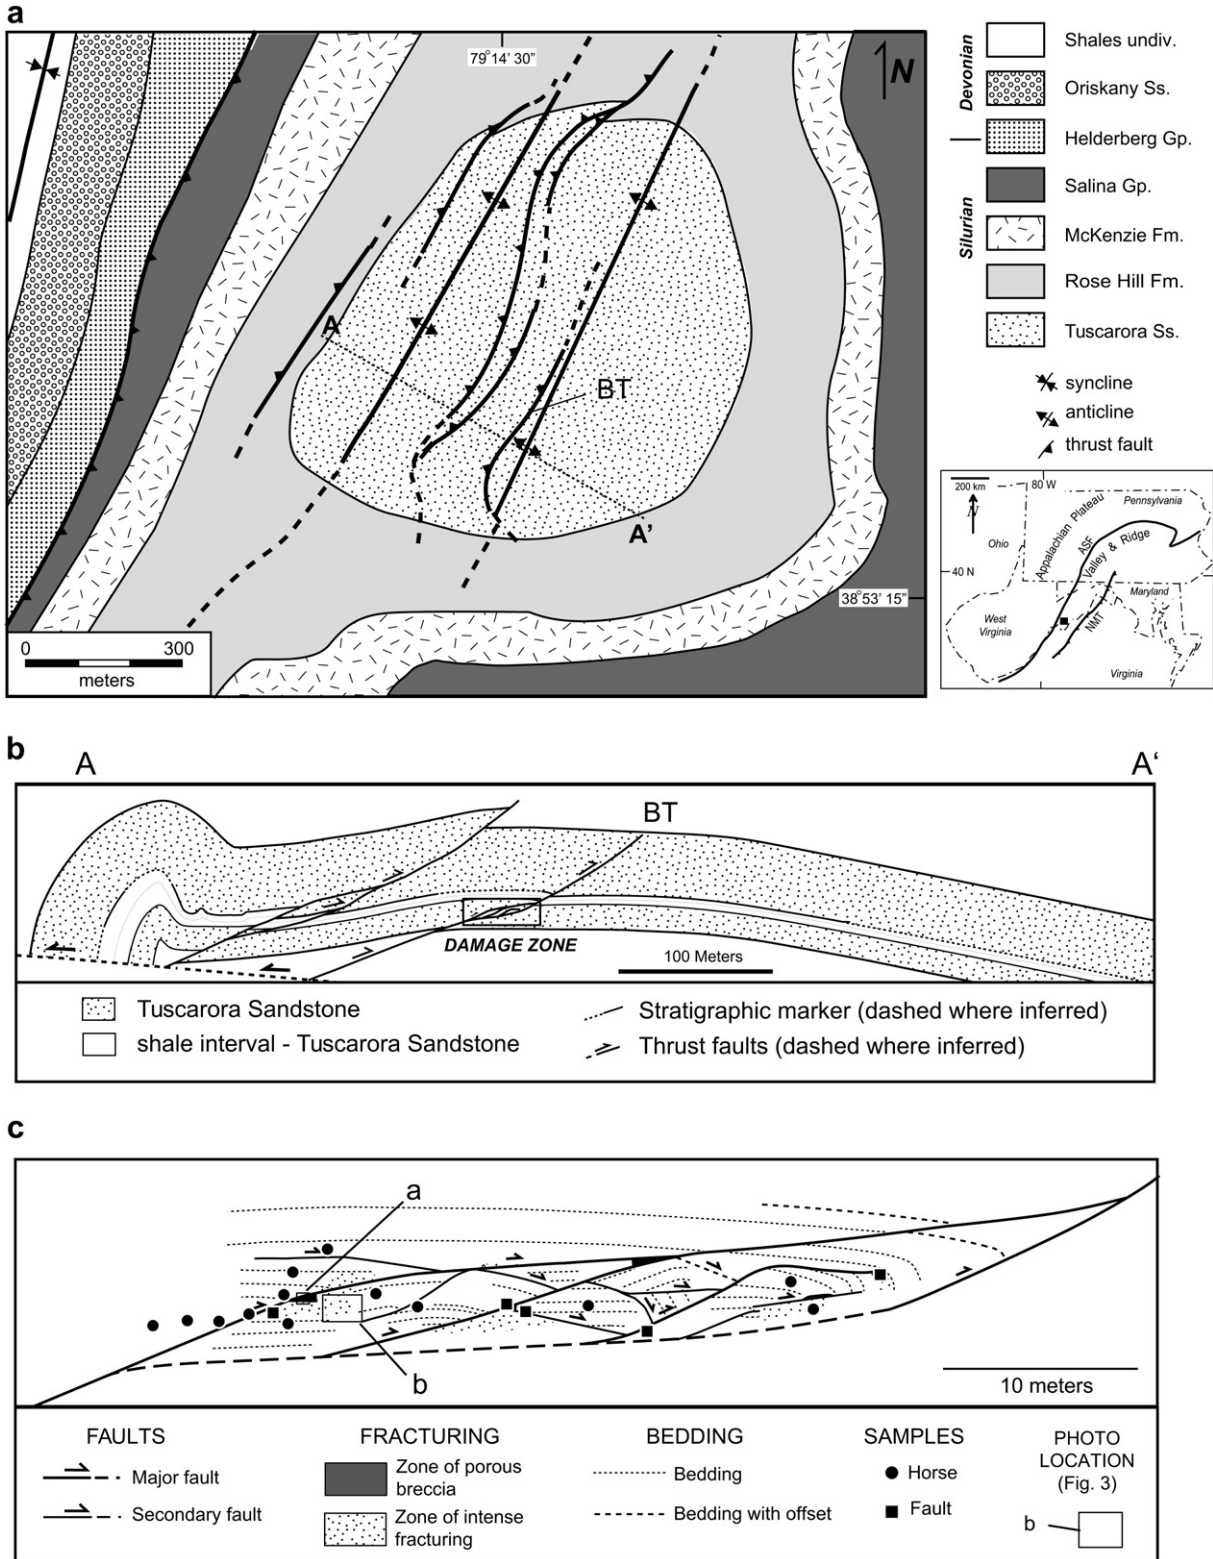 a
79°14' 30"
N
A
BT
A'
38°53' 15"
0 300
meters
Devonian
Silurian
Shales undiv.
Oriskany Ss.
Helderberg Gp.
Salina Gp.
McKenzie Fm.
Rose Hill Fm.
Tuscarora Ss.
syncline
anticline
thrust fault
200 km
80 W
N
Pennsylvania
Appalachian Plateau
Ohio
ASF
Valley & Ridge
40 N
Maryland
West
Virginia
NMT
Virginia
b
A
A'
BT
DAMAGE ZONE
100 Meters
Tuscarora Sandstone
shale interval - Tuscarora Sandstone
Stratigraphic marker (dashed where inferred)
Thrust faults (dashed where inferred)
c
a
b
10 meters
FAULTS
Major fault
Secondary fault
FRACTURING
Zone of porous
breccia
Zone of intense
fracturing
BEDDING
Bedding
Bedding with offset
SAMPLES
Horse
Fault
PHOTO
LOCATION
(Fig. 3)
b